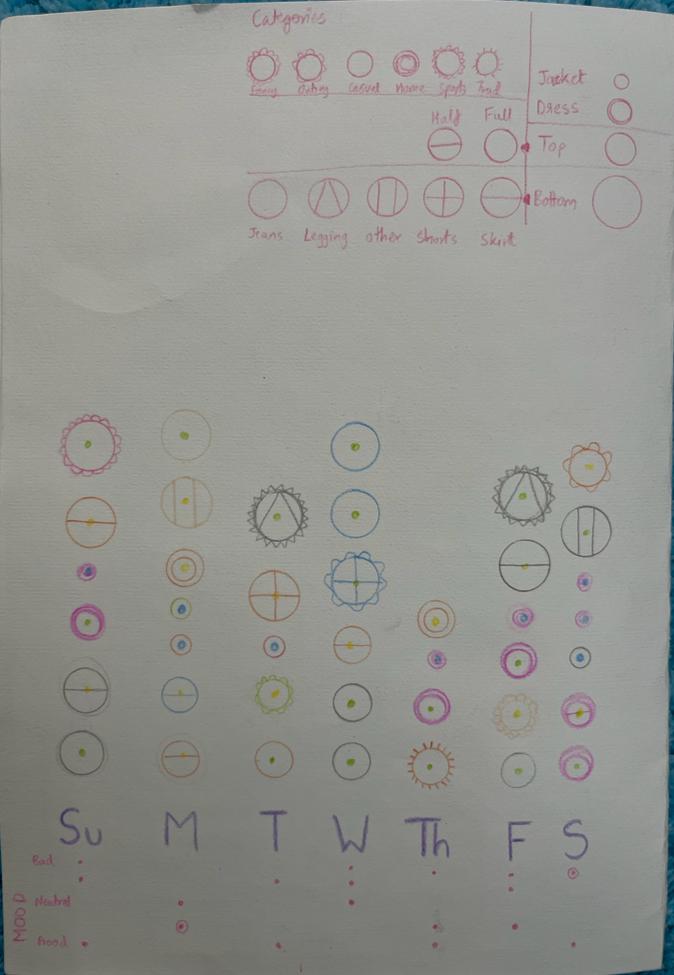 Categories
Fancy Outing Casual Home Sports Trad
Jacket
Dress
Half Full
Top
Bottom
Jeans Legging other Shorts Skirt
Su M T W Th F S
Bad
Neutral
MOOD
Good